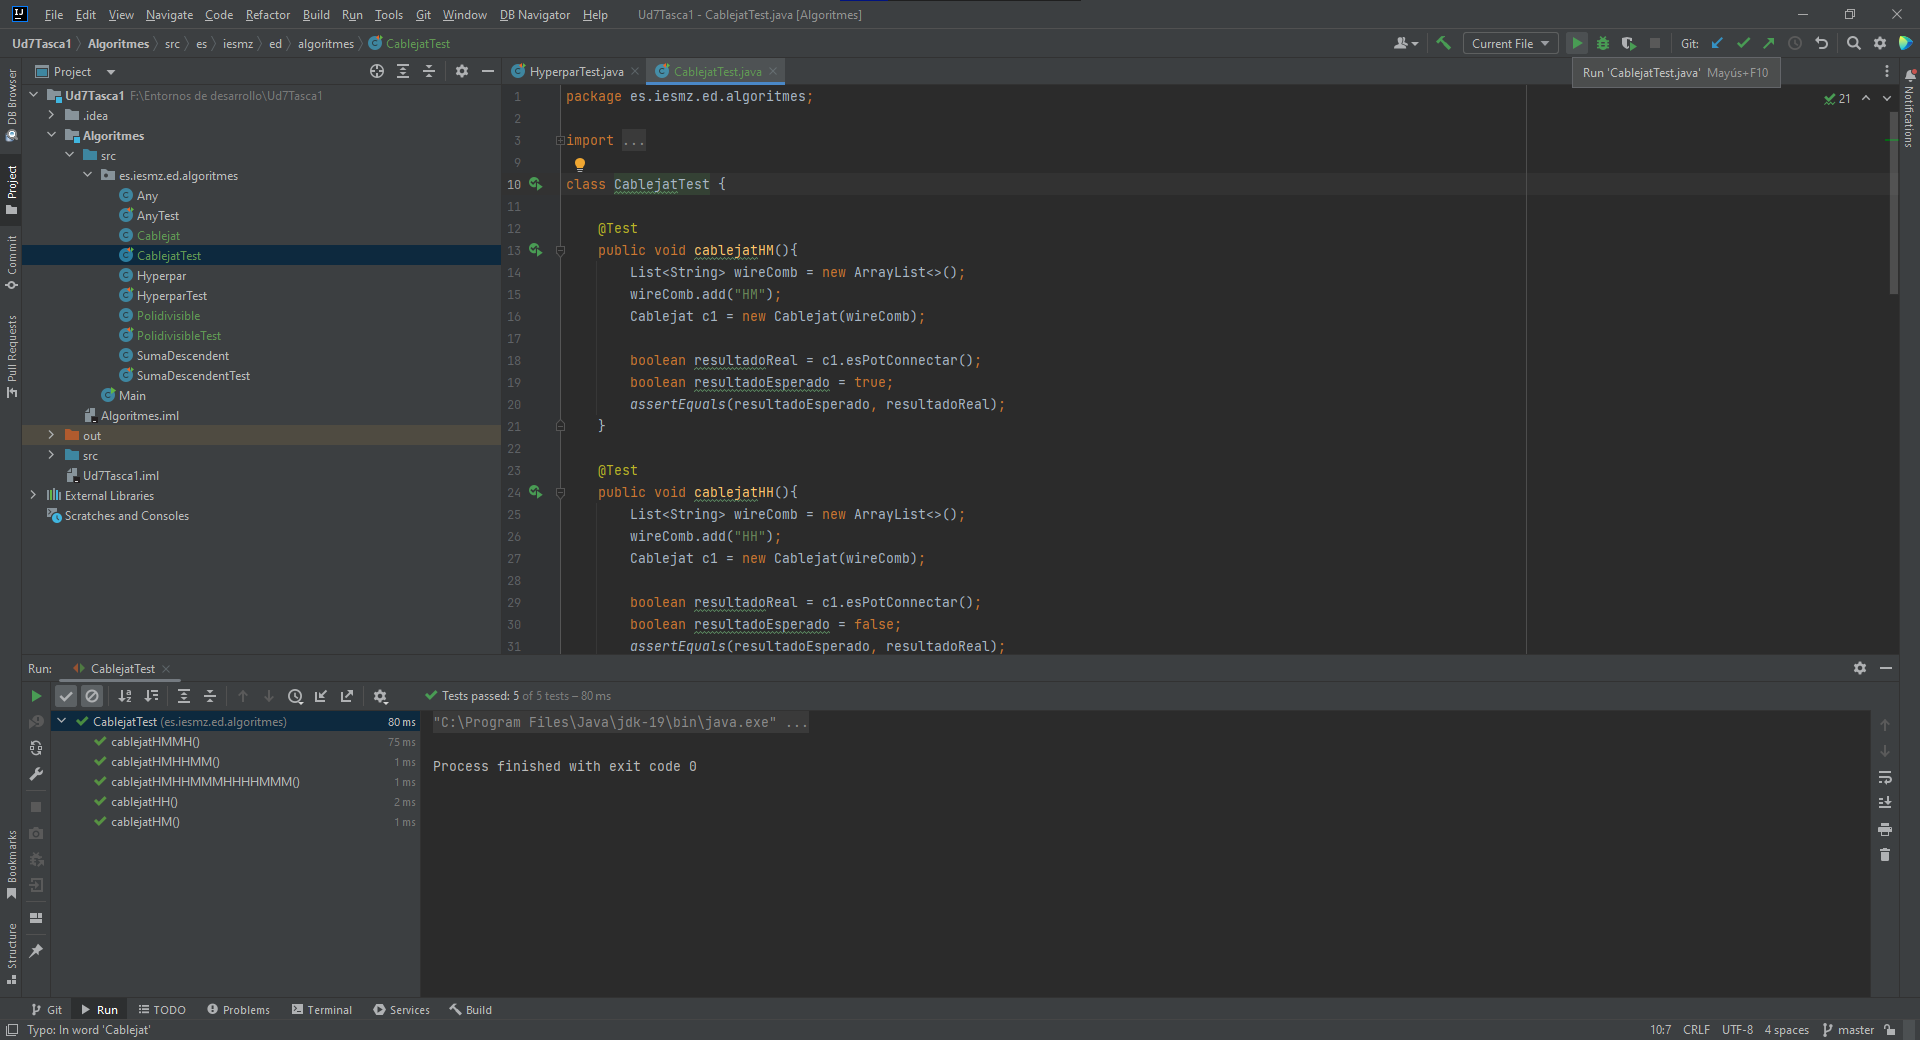 File Edit View Navigate Code Refactor Build Run Tools Git Window DB Navigator Help Ud7Tasca1 - CablejatTest.java [Algoritmes]
Ud7Tasca1 Algoritmes src es iesmz ed algoritmes CablejatTest
Current File
Git:
Project
HyperparTest.java
CablejatTest.java
Run 'CablejatTest.java' Mayús+F10
DB Browser
Project
Commit
Pull Requests
Bookmarks
Structure
Notifications
Ud7Tasca1 F:\Entornos de desarrollo\Ud7Tasca1
.idea
Algoritmes
src
es.iesmz.ed.algoritmes
Any
AnyTest
Cablejat
CablejatTest
Hyperpar
HyperparTest
Polidivisible
PolidivisibleTest
SumaDescendent
SumaDescendentTest
Main
Algoritmes.iml
out
src
Ud7Tasca1.iml
External Libraries
Scratches and Consoles
21
1 package es.iesmz.ed.algoritmes;
2
3 import ...
9
10 class CablejatTest {
11
12 @Test
13 public void cablejatHM(){
14 List<String> wireComb = new ArrayList<>();
15 wireComb.add("HM");
16 Cablejat c1 = new Cablejat(wireComb);
17
18 boolean resultadoReal = c1.esPotConnectar();
19 boolean resultadoEsperado = true;
20 assertEquals(resultadoEsperado, resultadoReal);
21 }
22
23 @Test
24 public void cablejatHH(){
25 List<String> wireComb = new ArrayList<>();
26 wireComb.add("HH");
27 Cablejat c1 = new Cablejat(wireComb);
28
29 boolean resultadoReal = c1.esPotConnectar();
30 boolean resultadoEsperado = false;
31 assertEquals(resultadoEsperado, resultadoReal);
Run: CablejatTest
Tests passed: 5 of 5 tests – 80 ms
CablejatTest (es.iesmz.ed.algoritmes) 80 ms
cablejatHMMH() 75 ms
cablejatHMHHMM() 1 ms
cablejatHMHHMMMHHHHMMM() 1 ms
cablejatHH() 2 ms
cablejatHM() 1 ms
"C:\Program Files\Java\jdk-19\bin\java.exe" ...
Process finished with exit code 0
Git Run TODO Problems Terminal Services Build
Typo: In word 'Cablejat'
10:7 CRLF UTF-8 4 spaces master